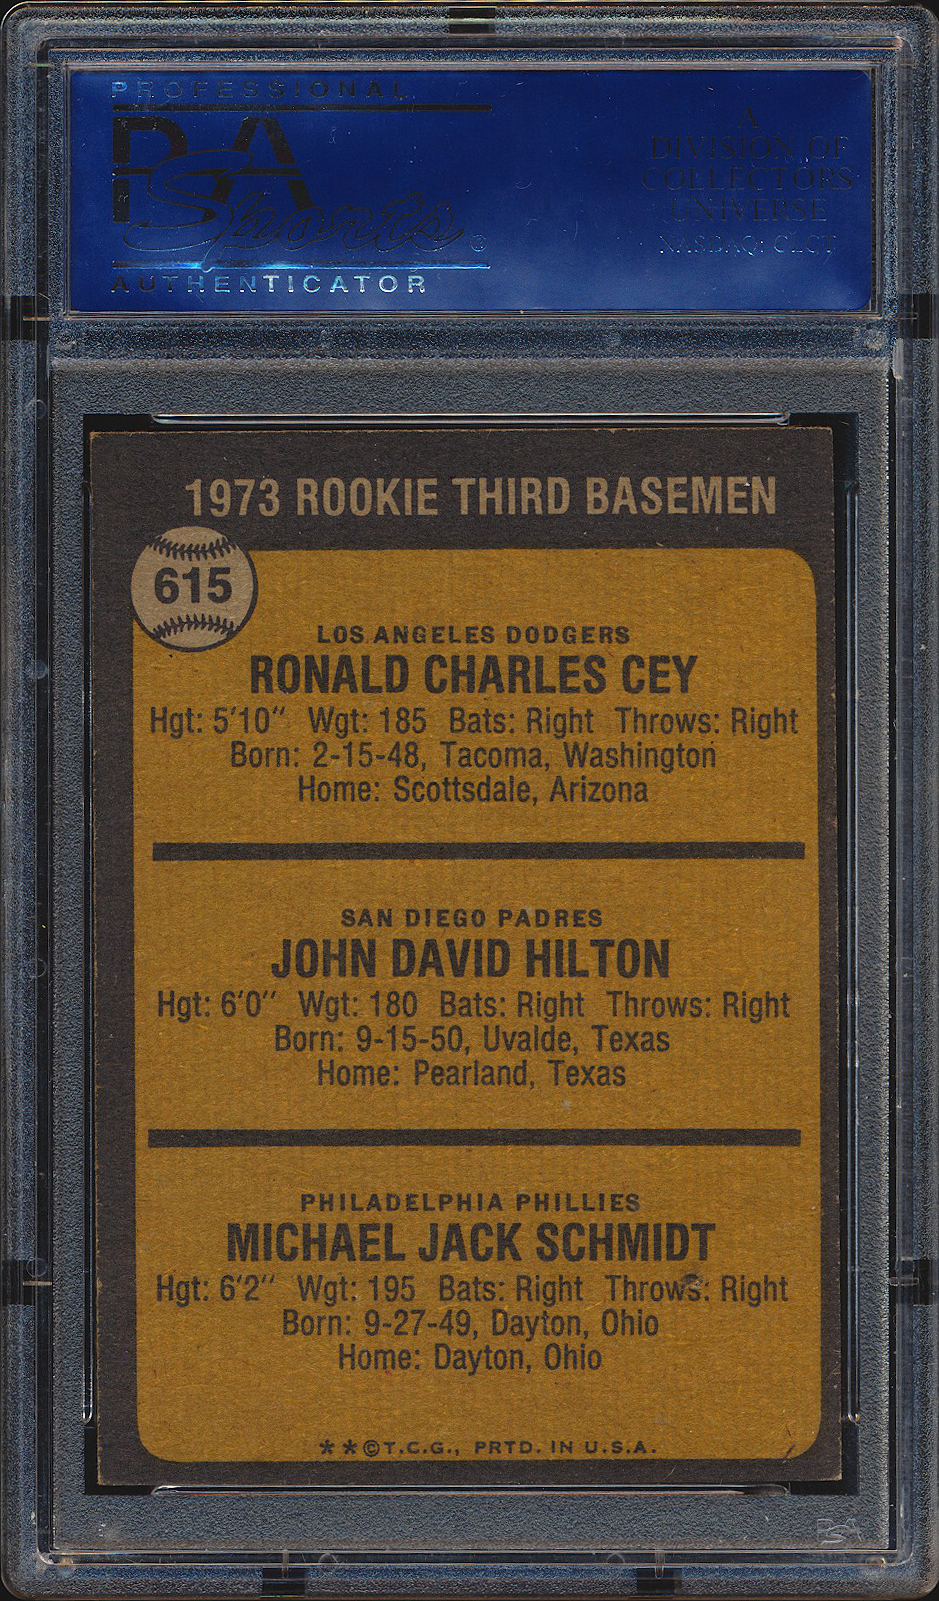 PROFESSIONAL
PSA
Sports®
AUTHENTICATOR
A
DIVISION OF
COLLECTORS
UNIVERSE
NASDAQ: CLCT
1973 ROOKIE THIRD BASEMEN
615
LOS ANGELES DODGERS
RONALD CHARLES CEY
Hgt: 5'10" Wgt: 185 Bats: Right Throws: Right
Born: 2-15-48, Tacoma, Washington
Home: Scottsdale, Arizona
SAN DIEGO PADRES
JOHN DAVID HILTON
Hgt: 6'0" Wgt: 180 Bats: Right Throws: Right
Born: 9-15-50, Uvalde, Texas
Home: Pearland, Texas
PHILADELPHIA PHILLIES
MICHAEL JACK SCHMIDT
Hgt: 6'2" Wgt: 195 Bats: Right Throws: Right
Born: 9-27-49, Dayton, Ohio
Home: Dayton, Ohio
**©T.C.G., PRTD. IN U.S.A.
PSA